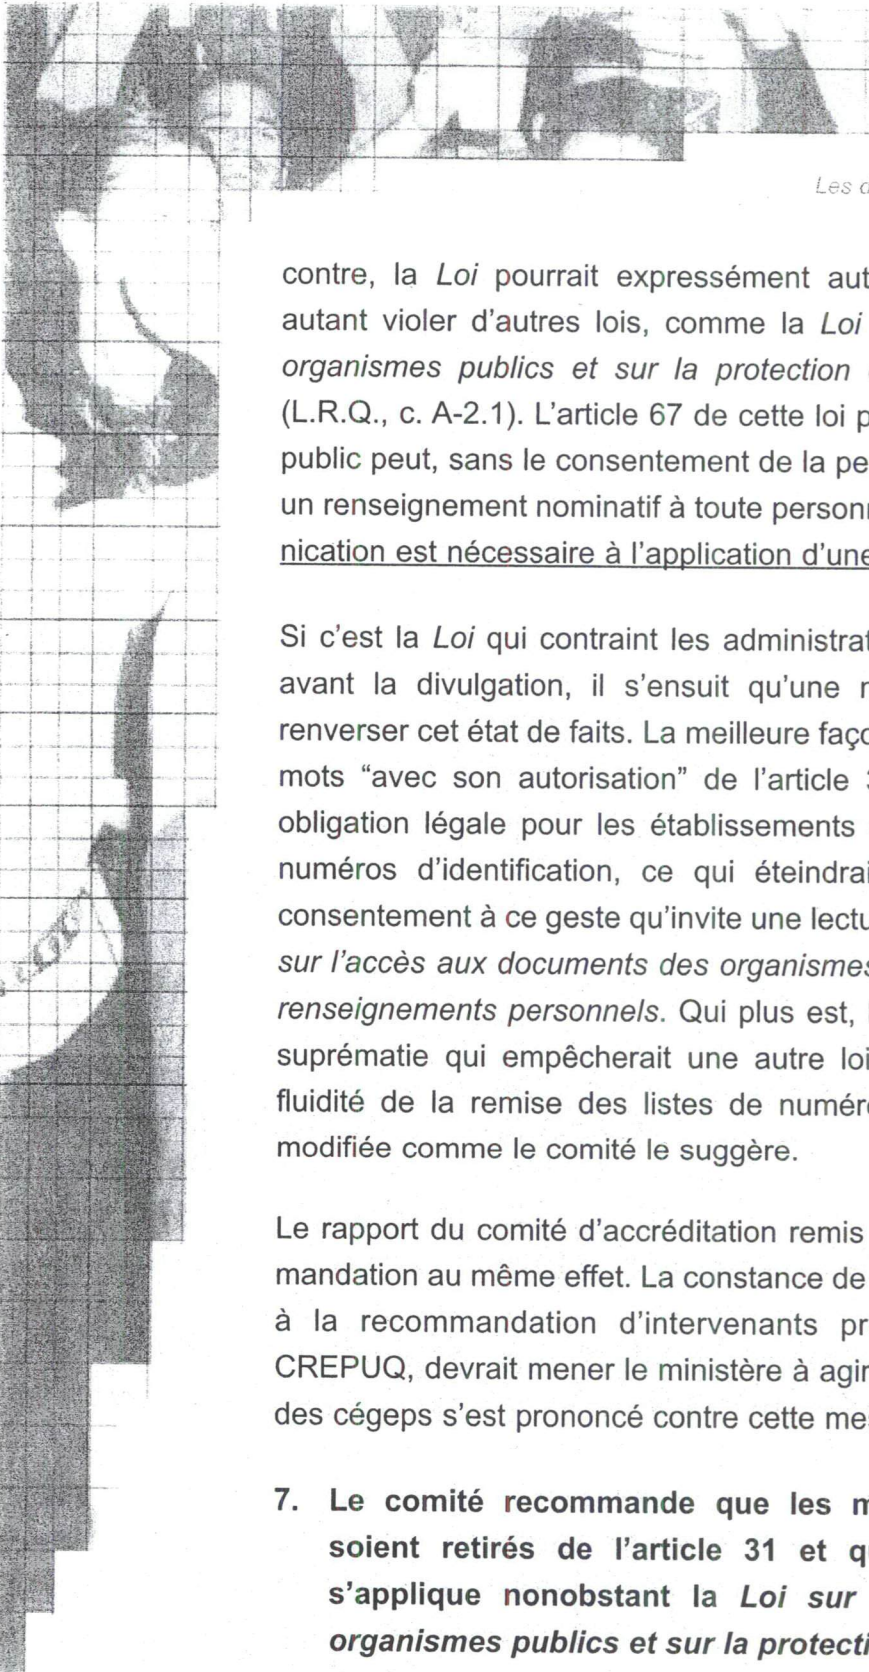 Les
contre, la Loi pourrait expressément aut
autant violer d'autres lois, comme la Loi
organismes publics et sur la protection
(L.R.Q., c. A-2.1). L'article 67 de cette loi p
public peut, sans le consentement de la pe
un renseignement nominatif à toute person
nication est nécessaire à l'application d'une
Si c'est la Loi qui contraint les administrat
avant la divulgation, il s'ensuit qu'une
renverser cet état de faits. La meilleure faço
mots “avec son autorisation” de l'article 3
obligation légale pour les établissements
numéros d'identification, ce qui éteindrai
consentement à ce geste qu'invite une lectu
sur l'accès aux documents des organismes
renseignements personnels. Qui plus est,
suprématie qui empêcherait une autre loi
fluidité de la remise des listes de numér
modifiée comme le comité le suggère.
Le rapport du comité d'accréditation remis
mandation au même effet. La constance de
à la recommandation d'intervenants pr
CREPUQ, devrait mener le ministère à agir
des cégeps s'est prononcé contre cette me
7. Le comité recommande que les m
soient retirés de l'article 31 et q
s'applique nonobstant la Loi sur
organismes publics et sur la protecti